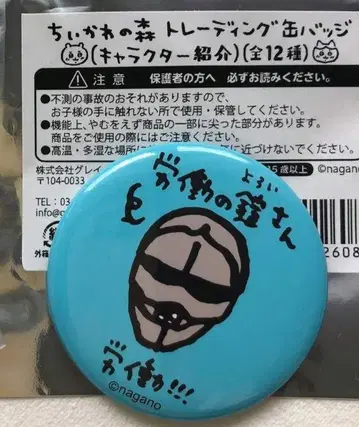 ちいかわの森 トレーディング缶バッジ
(キャラクター紹介)(全12種)
注意 保護者の方へ 必ずお読みください。
●不測の事故のおそれがありますので、
お子様の手に触れない所で使用・保管してください。
●機能上、やむをえず商品の一部に尖った部分があります。
商品をご使用の際にはご注意ください。
●高温・多湿な場所に
に近づけないでください。
株式会社グレイ
15歳以上
©nagano
〒104-0033
TEL:03
info@g
2608
外箱
労働の鎧さん
よろい
労働!!!
©nagano